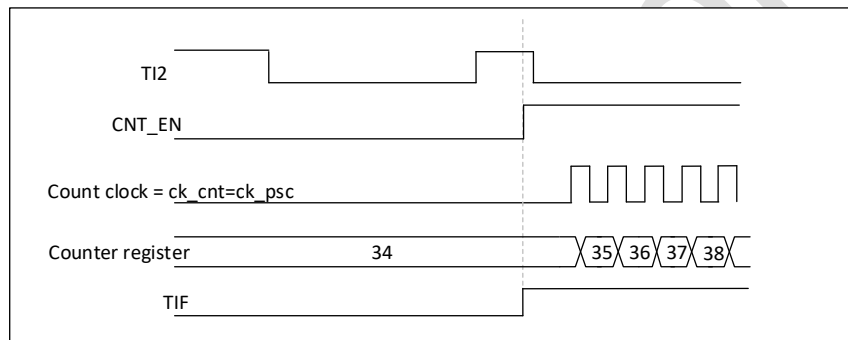 TI2
CNT_EN
Count clock = ck_cnt=ck_psc
Counter register 34 35 36 37 38
TIF